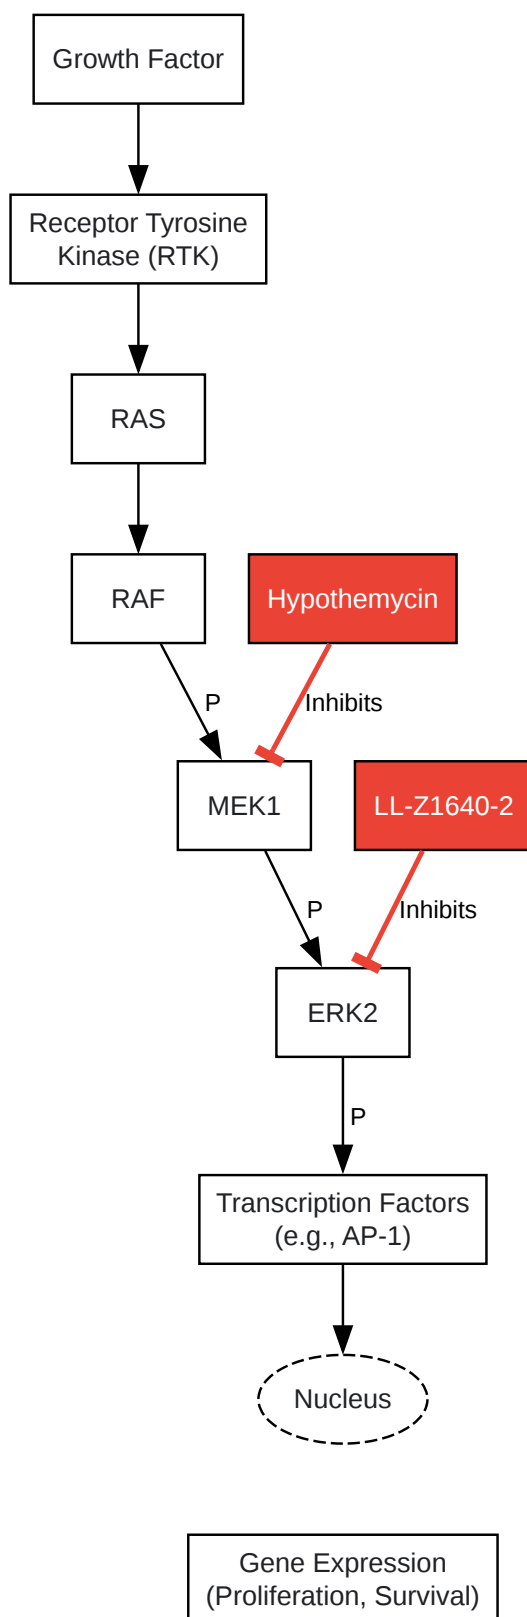 Growth Factor
Receptor Tyrosine
Kinase (RTK)
RAS
RAF
Hypothemycin
P
Inhibits
MEK1
LL-Z1640-2
P
Inhibits
ERK2
P
Transcription Factors
(e.g., AP-1)
Nucleus
Gene Expression
(Proliferation, Survival)